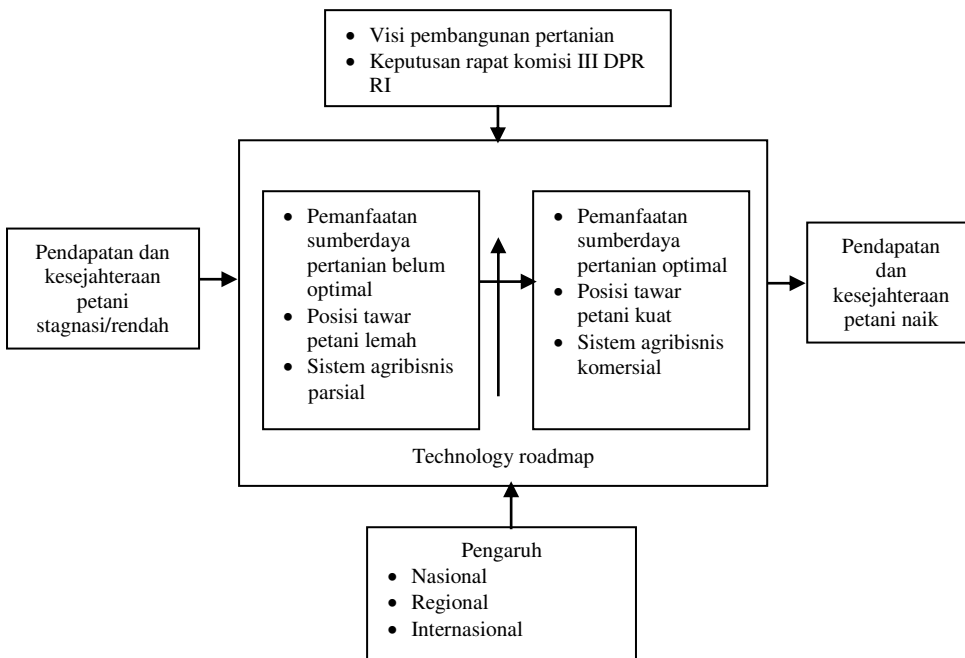 • Visi pembangunan pertanian
• Keputusan rapat komisi III DPR
RI
Pendapatan dan
kesejahteraan
petani
stagnasi/rendah
• Pemanfaatan
sumberdaya
pertanian belum
optimal
• Posisi tawar
petani lemah
• Sistem agribisnis
parsial
• Pemanfaatan
sumberdaya
pertanian optimal
• Posisi tawar
petani kuat
• Sistem agribisnis
komersial
Technology roadmap
Pendapatan
dan
kesejahteraan
petani naik
Pengaruh
• Nasional
• Regional
• Internasional